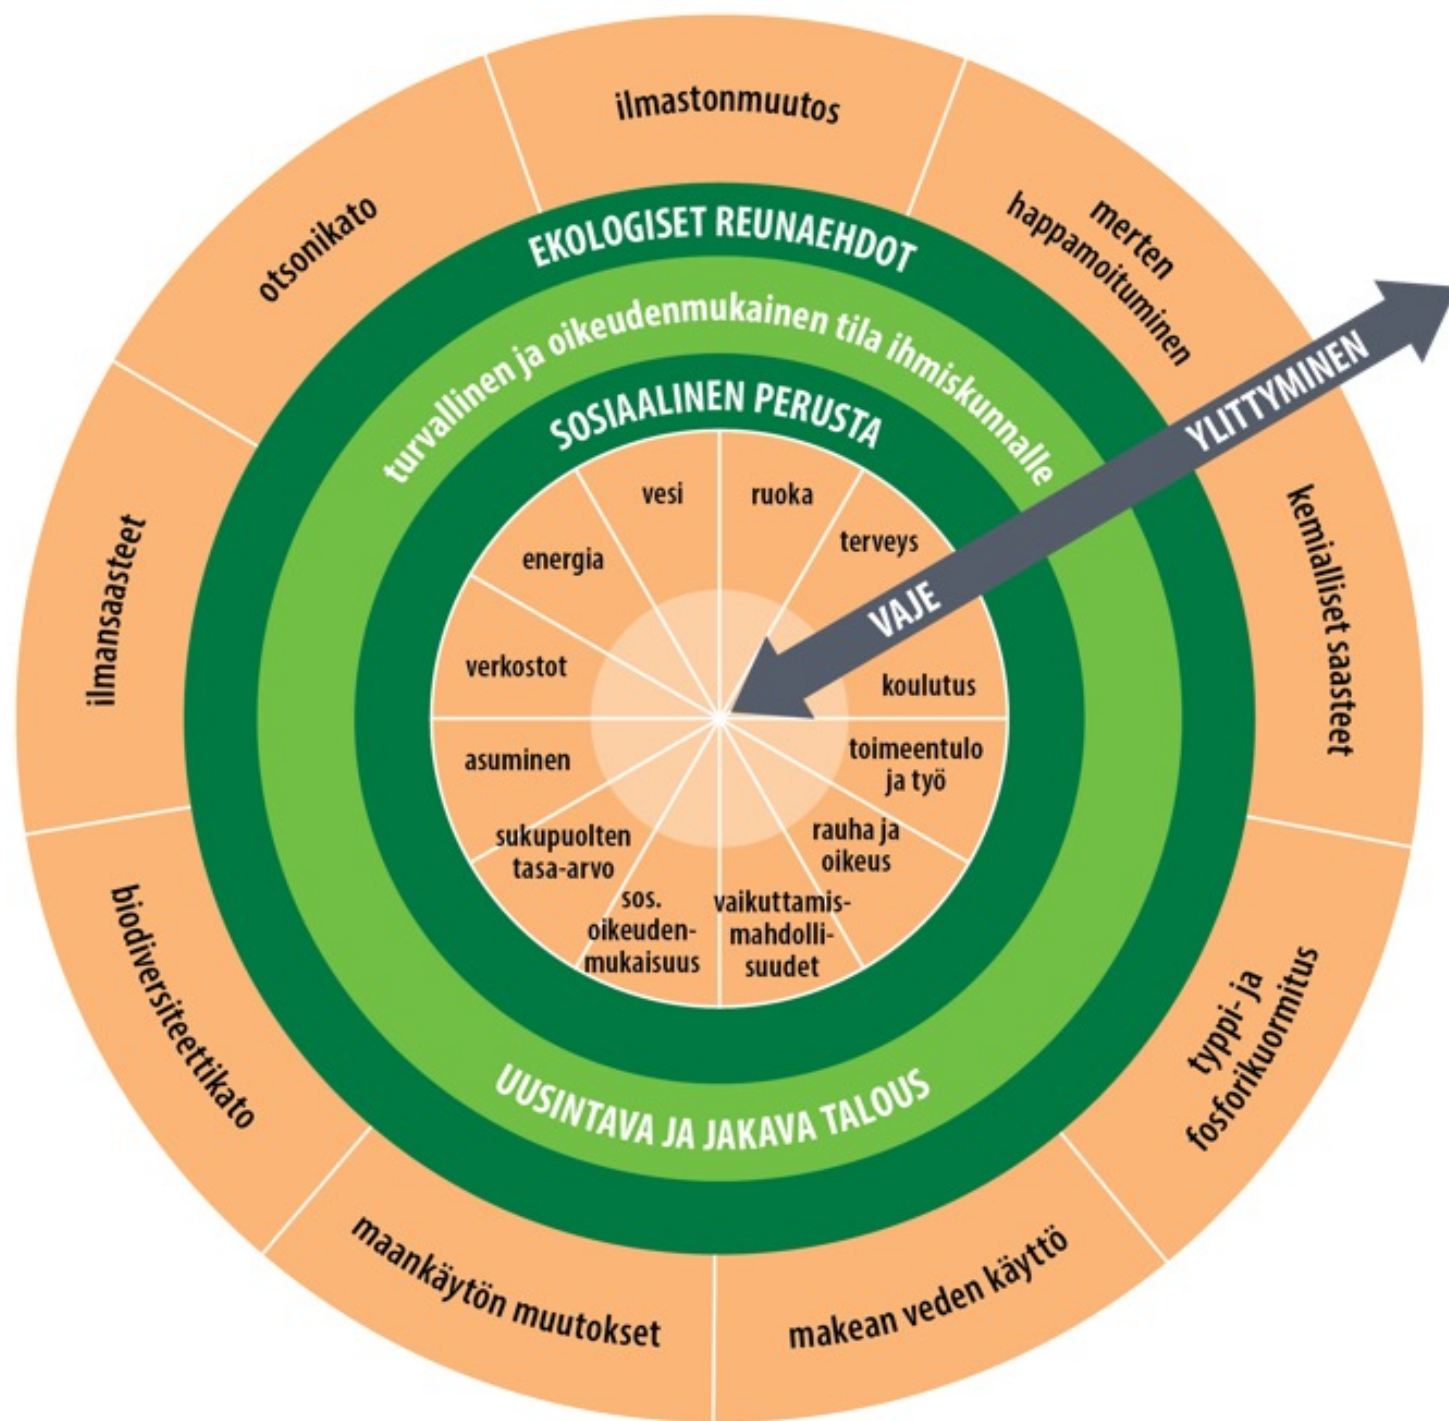 ilmastonmuutos
merten
happamoituminen
kemialliset saasteet
typpi- ja
fosforikuormitus
makean veden käyttö
maankäytön muutokset
biodiversiteettikato
ilmansaasteet
otsonikato
EKOLOGISET REUNAEHDOT
turvallinen ja oikeudenmukainen tila ihmiskunnalle
SOSIAALINEN PERUSTA
YLITTYMINEN
VAJE
vesi
ruoka
terveys
koulutus
toimeentulo
ja työ
rauha ja
oikeus
vaikuttamis-
mahdolli-
suudet
sos.
oikeuden-
mukaisuus
sukupuolten
tasa-arvo
asuminen
verkostot
energia
UUSINTAVA JA JAKAVA TALOUS